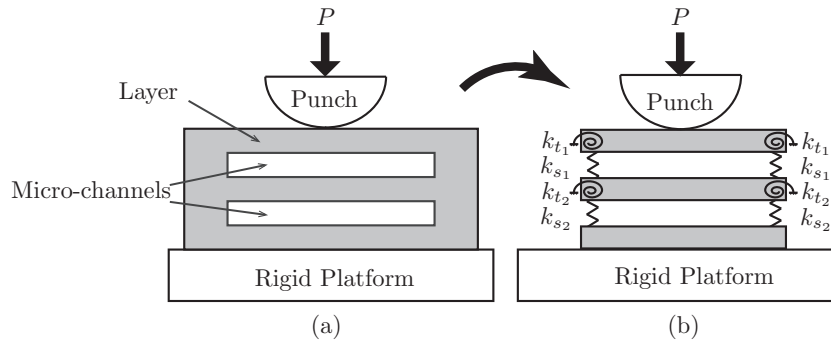 P
P
Layer
Punch
Punch
k_{t_1}
k_{t_1}
k_{s_1}
k_{s_1}
Micro-channels
k_{t_2}
k_{t_2}
k_{s_2}
k_{s_2}
Rigid Platform
Rigid Platform
(a)
(b)